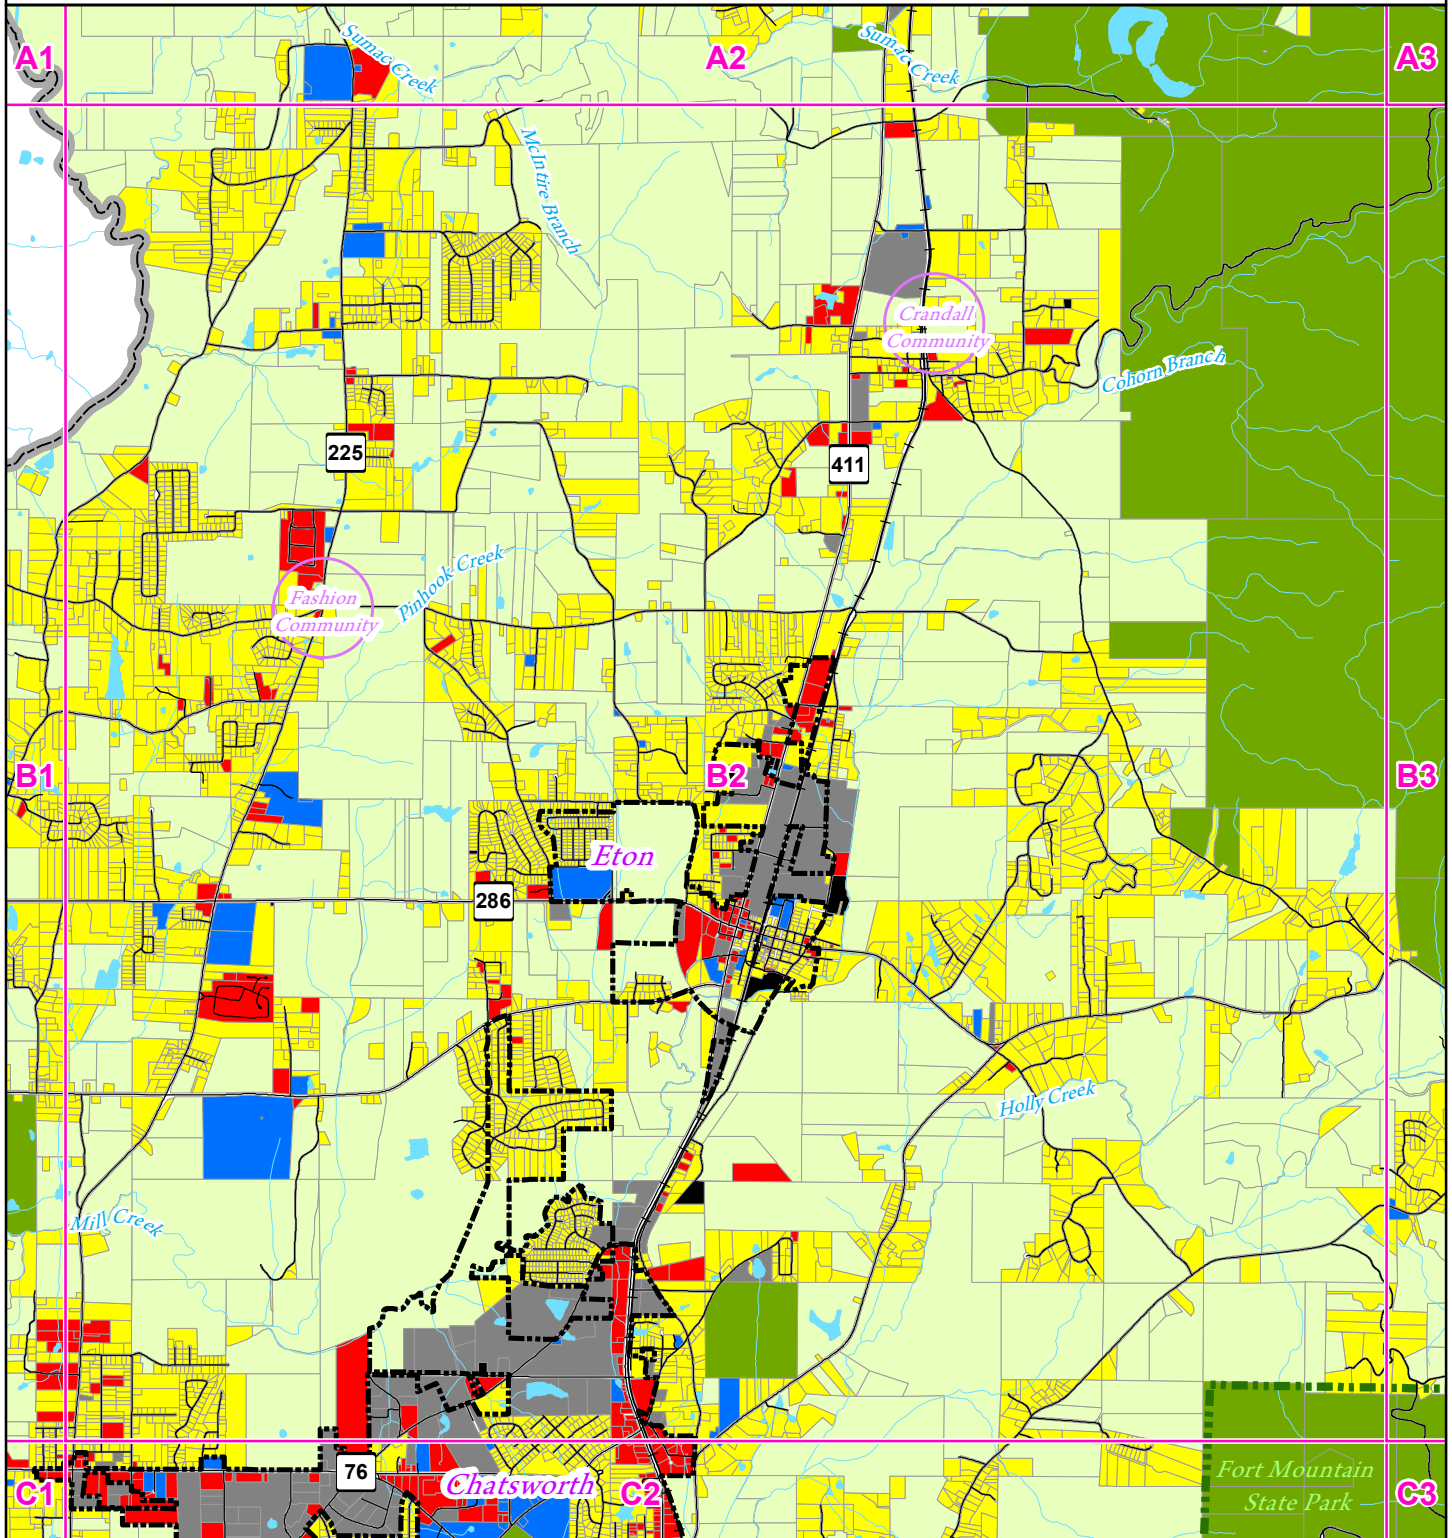 A1
Sumac Creek
A2
Sumac Creek
A3
McIntire Branch
Crandall
Community
Cohorn Branch
225
411
Pinhook Creek
Fashion
Community
B1
B2
B3
Eton
286
Holly Creek
Mill Creek
76
Chatsworth
C1
C2
Fort Mountain
State Park
C3